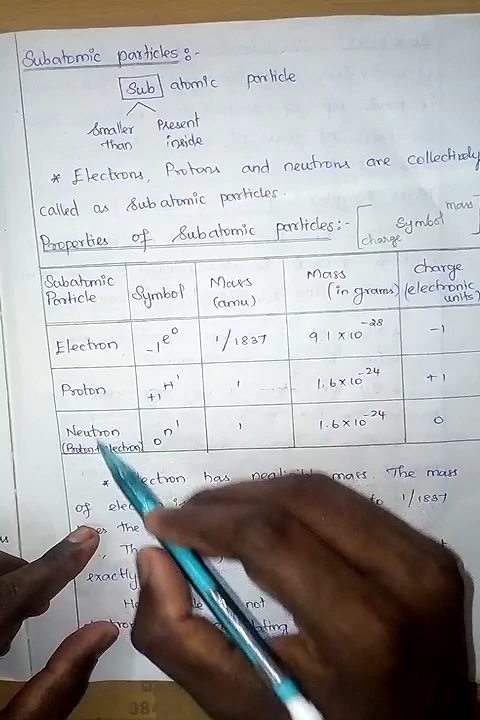 Subatomic particles :-
Sub atomic particle
Smaller than Present inside
* Electrons, Protons and neutrons are collectively
called as Subatomic particles.
Properties of Subatomic particles:- [charge Symbol mass]
Subatomic Particle Symbol Mass (amu) Mass (in grams) charge (electronic units)
Electron -1e0 1/1837 9.1 x 10-28 -1
Proton +1H1 1 1.6 x 10-24 +1
Neutron (Proton+electron) 0n1 1 1.6 x 10-24 0
* Electron has negligible mass. The mass
of 1/1837
the
exactly
not